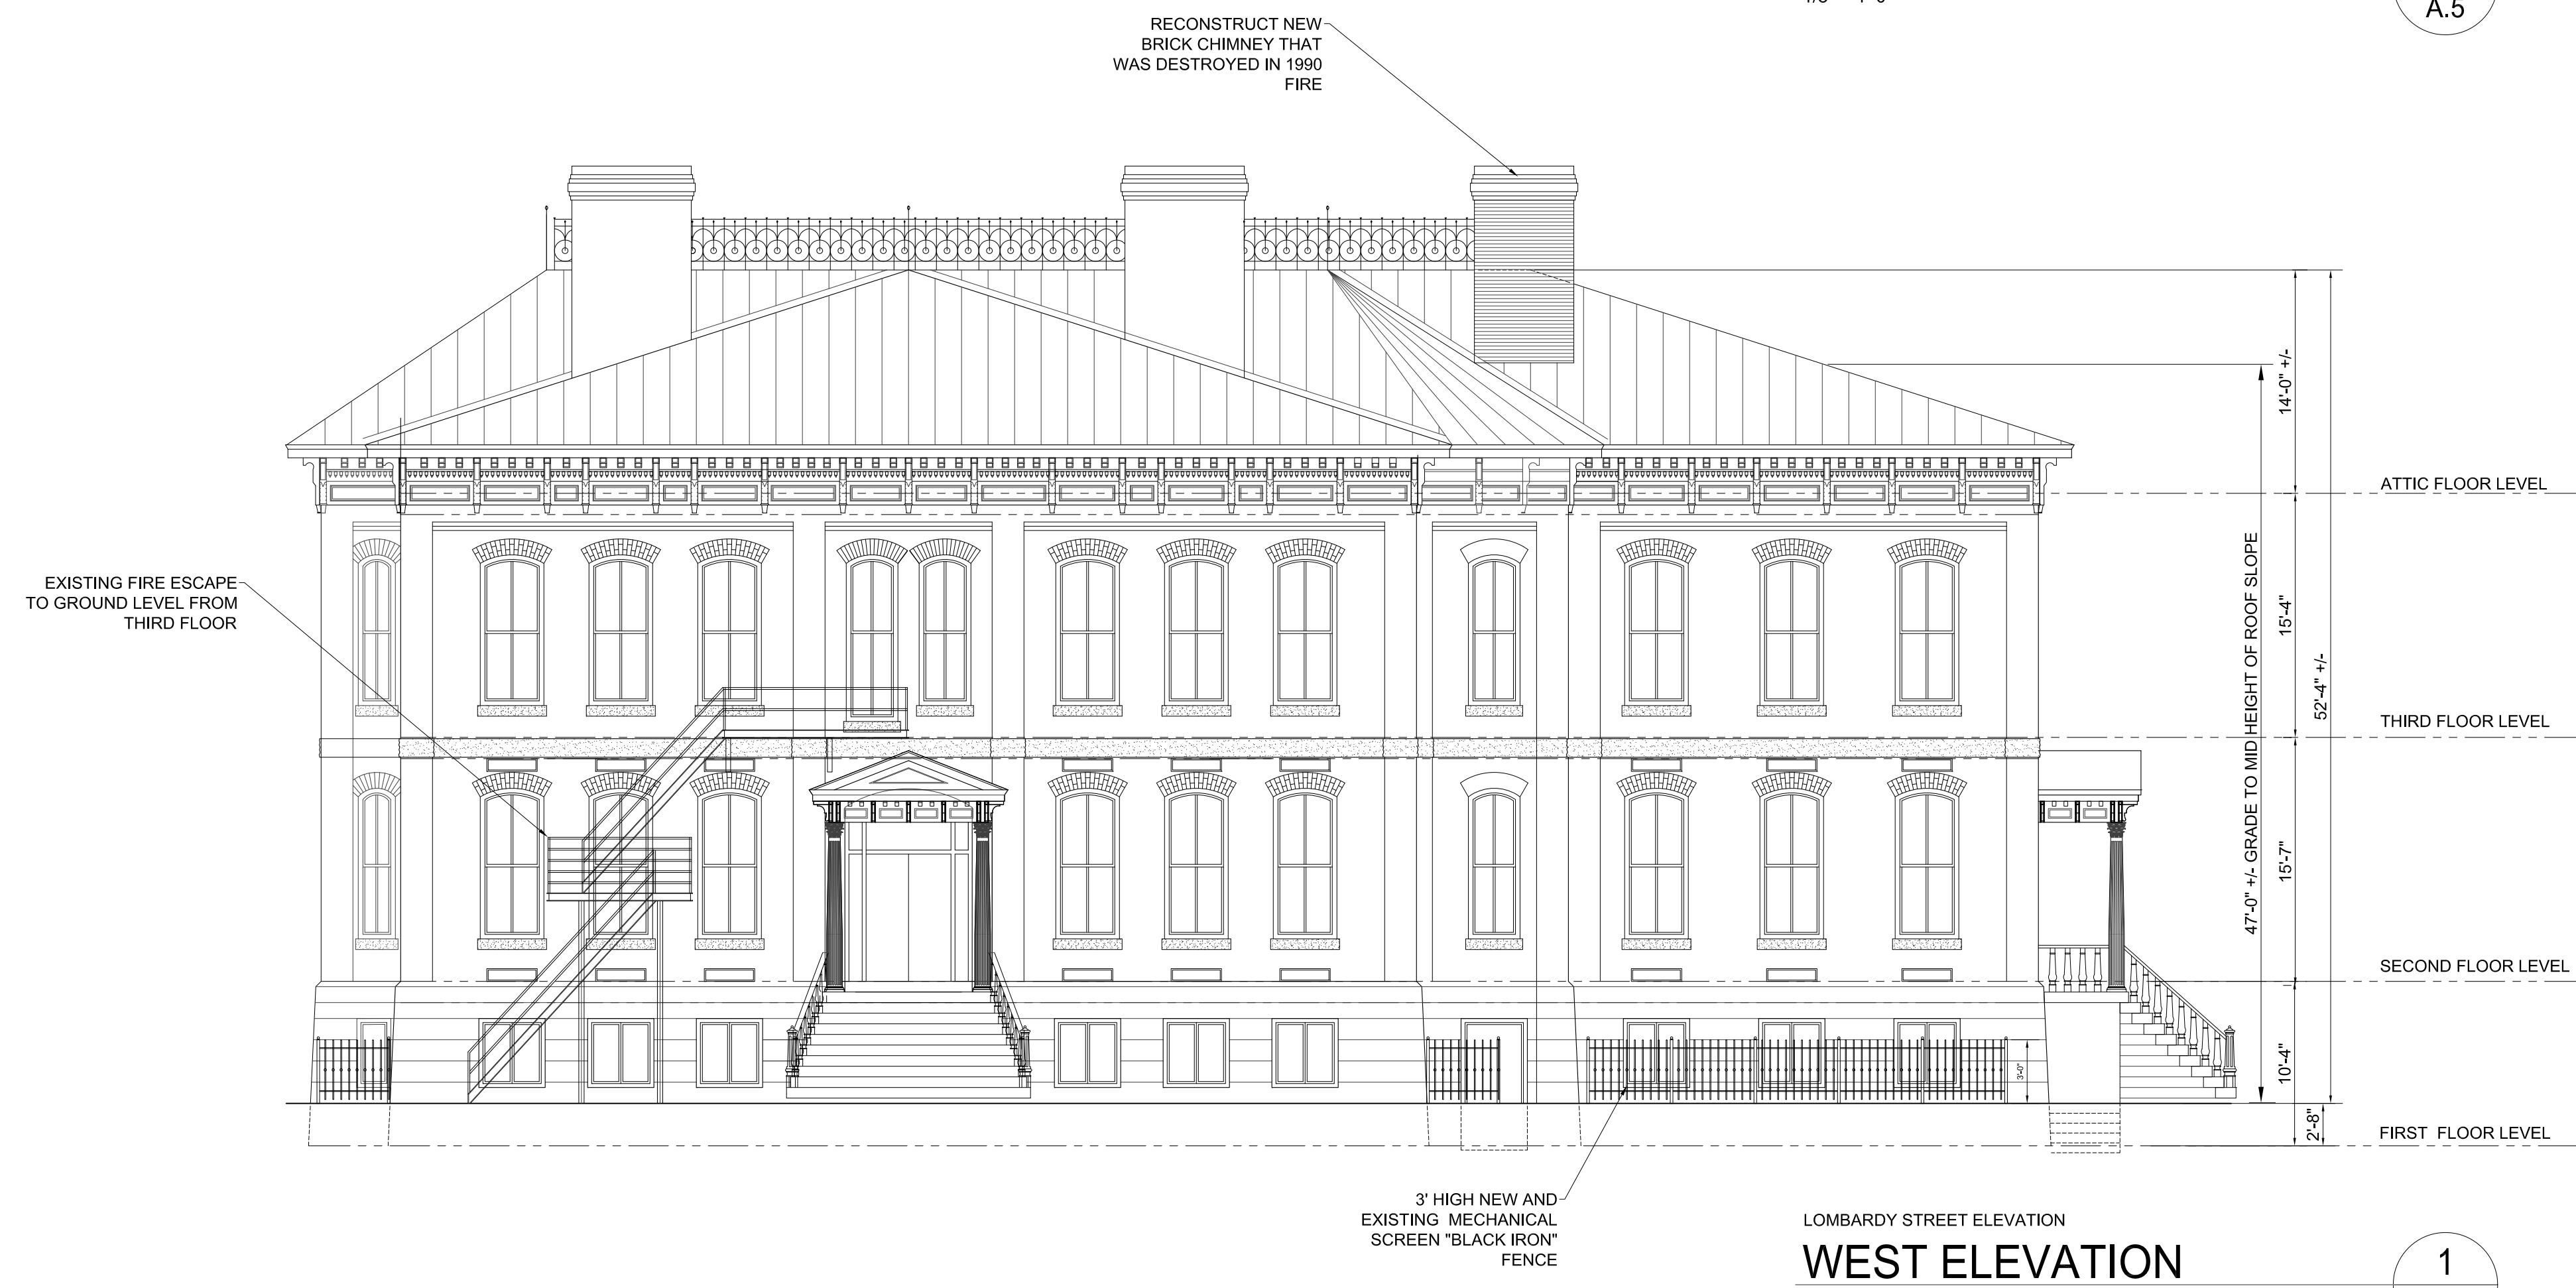 A.5
RECONSTRUCT NEW
BRICK CHIMNEY THAT
WAS DESTROYED IN 1990
FIRE
14'-0" +/-
ATTIC FLOOR LEVEL
EXISTING FIRE ESCAPE
TO GROUND LEVEL FROM
THIRD FLOOR
47'-0" +/- GRADE TO MID HEIGHT OF ROOF SLOPE
15'-4"
52'-4" +/-
THIRD FLOOR LEVEL
15'-7"
SECOND FLOOR LEVEL
3'-0"
10'-4"
2'-8"
FIRST FLOOR LEVEL
3' HIGH NEW AND
EXISTING MECHANICAL
SCREEN "BLACK IRON"
FENCE
LOMBARDY STREET ELEVATION
WEST ELEVATION
1